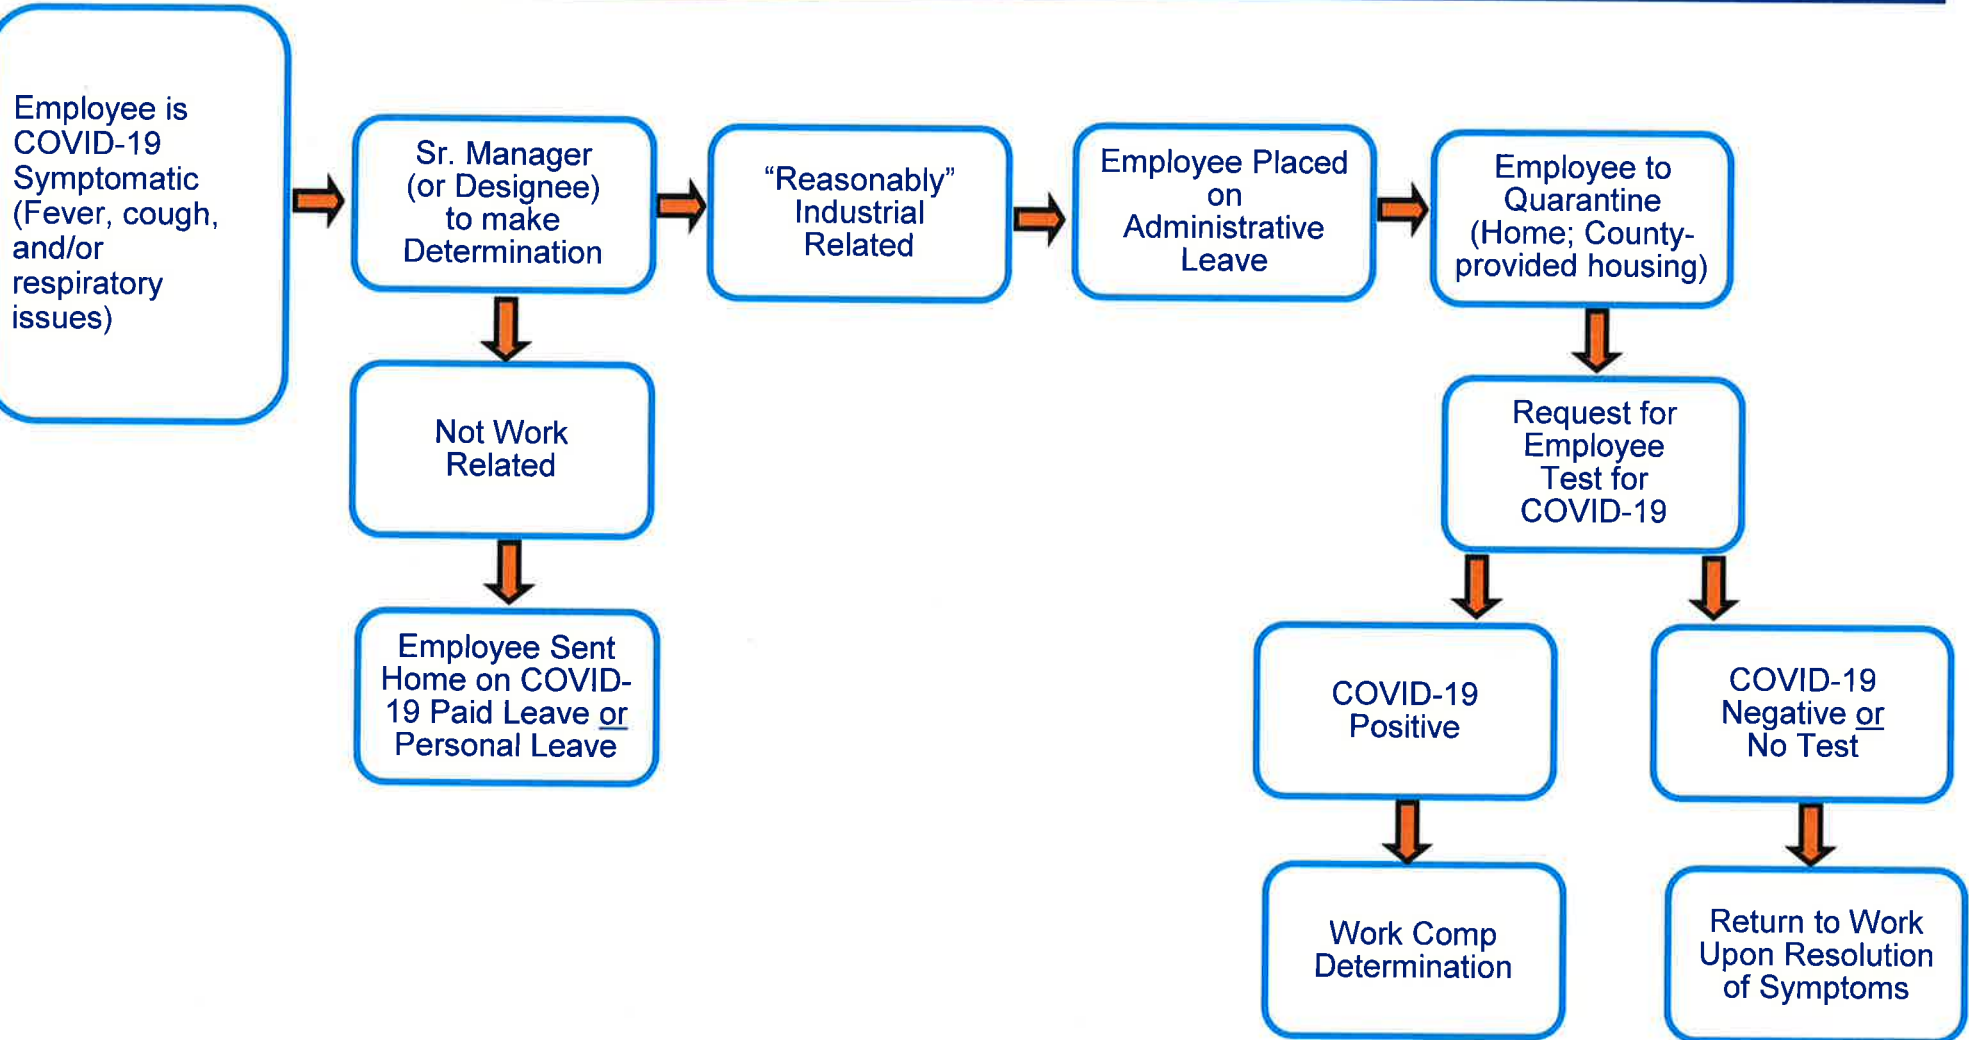 Employee is
COVID-19
Symptomatic
(Fever, cough,
and/or
respiratory
issues)
Sr. Manager
(or Designee)
to make
Determination
“Reasonably”
Industrial
Related
Employee Placed
on
Administrative
Leave
Employee to
Quarantine
(Home; County-
provided housing)
Not Work
Related
Request for
Employee
Test for
COVID-19
Employee Sent
Home on COVID-
19 Paid Leave or
Personal Leave
COVID-19
Positive
COVID-19
Negative or
No Test
Work Comp
Determination
Return to Work
Upon Resolution
of Symptoms